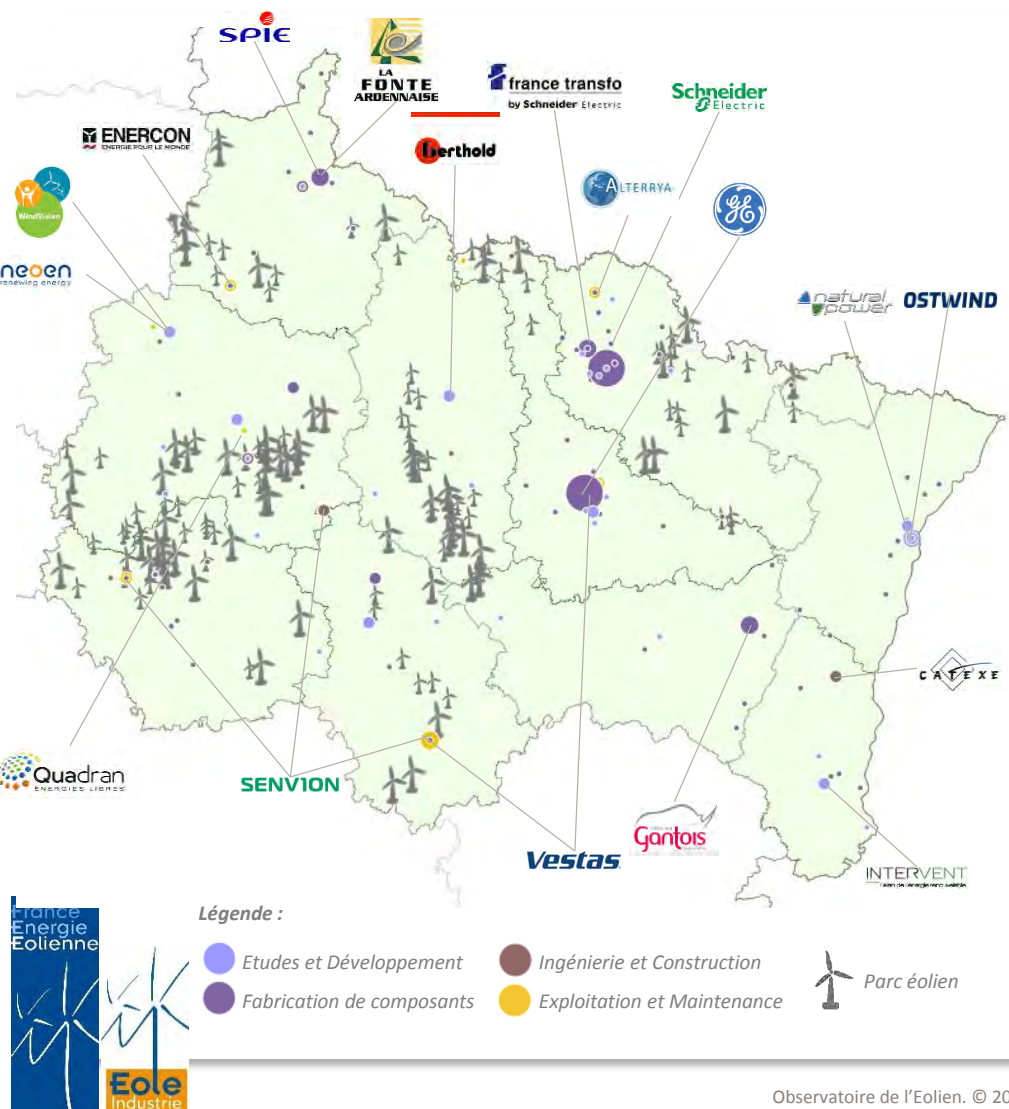 SPIE
LA
FONTE
ARDENNAISE
france transfo
by Schneider Electric
Schneider
Electric
ENERCON
ENERGIE POUR LE MONDE
Berthold
ALTERRYA
GE
WindVision
neoen
renewing energy
natural
power
OSTWIND
CATEXE
Quadran
ENERGIES LIBRES
SENVION
Gantois
Vestas
INTERVENT
France
Energie
Eolienne
Eole
Industrie
Légende :
Etudes et Développement
Ingénierie et Construction
Parc éolien
Fabrication de composants
Exploitation et Maintenance
Observatoire de l'Eolien. © 20